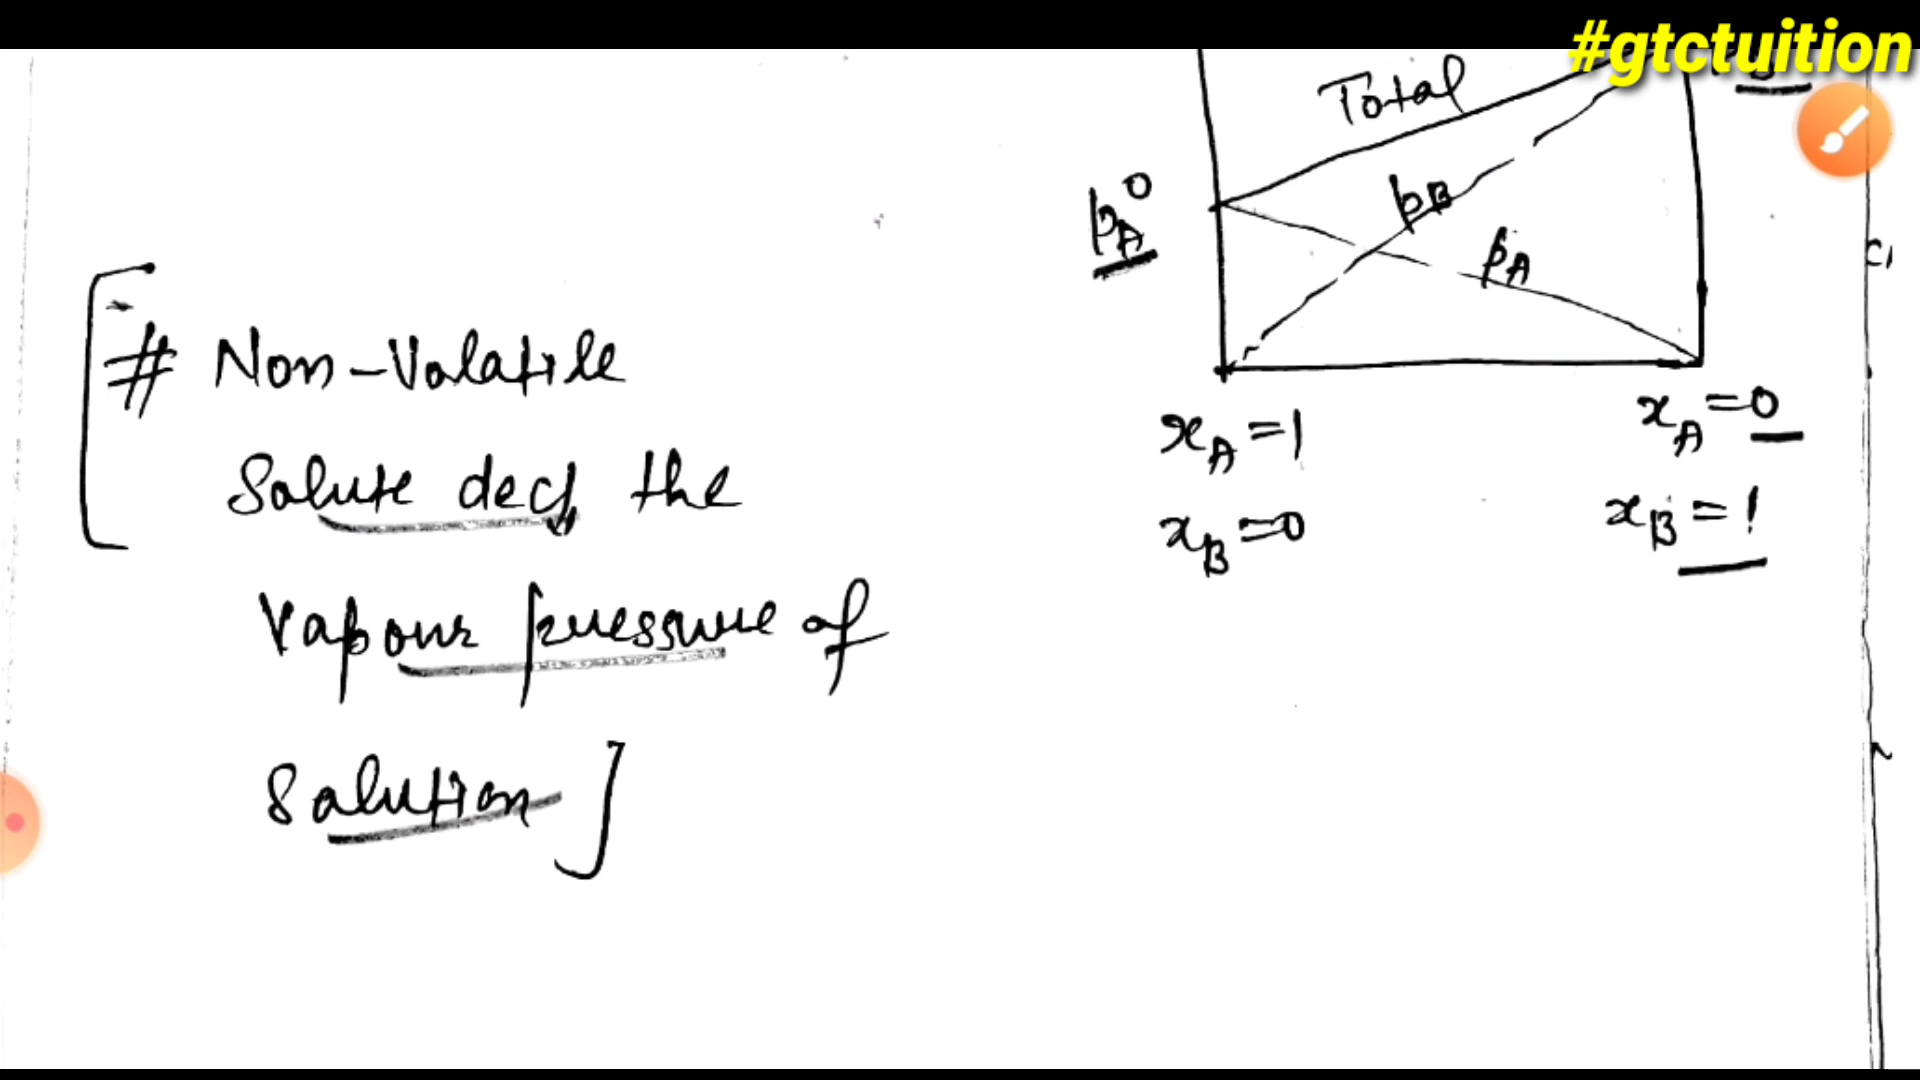 #gtctuition
Total
p°A
pB
pA
# Non-Volatile
Solute decs the
Vapour pressure of
Solution]
xA=1
xA=0
xB=0
xB=1